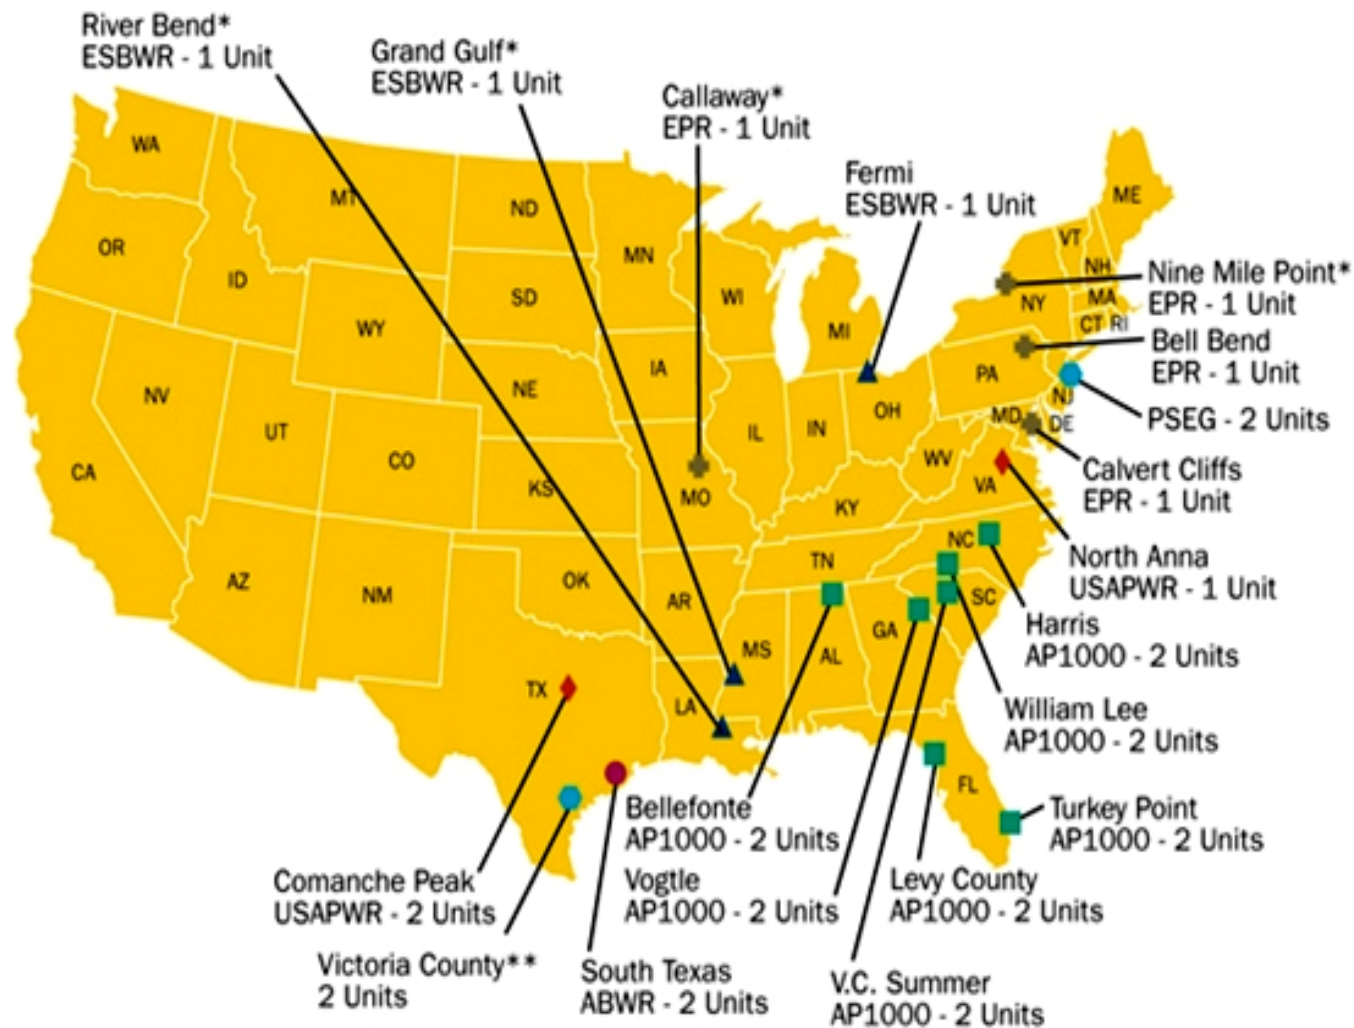 River Bend*
ESBWR - 1 Unit
Grand Gulf*
ESBWR - 1 Unit
Callaway*
EPR - 1 Unit
Fermi
ESBWR - 1 Unit
Nine Mile Point*
EPR - 1 Unit
Bell Bend
EPR - 1 Unit
PSEG - 2 Units
Calvert Cliffs
EPR - 1 Unit
North Anna
USAPWR - 1 Unit
Harris
AP1000 - 2 Units
William Lee
AP1000 - 2 Units
Turkey Point
AP1000 - 2 Units
Levy County
AP1000 - 2 Units
V.C. Summer
AP1000 - 2 Units
Bellefonte
AP1000 - 2 Units
Vogtle
AP1000 - 2 Units
South Texas
ABWR - 2 Units
Victoria County**
2 Units
Comanche Peak
USAPWR - 2 Units
WA
OR
CA
ID
NV
MT
WY
UT
AZ
CO
NM
ND
SD
NE
KS
OK
TX
MN
IA
MO
AR
LA
WI
IL
MI
IN
OH
KY
TN
MS
AL
GA
FL
SC
NC
VA
WV
PA
NY
MD
DE
NJ
CT
RI
MA
VT
NH
ME